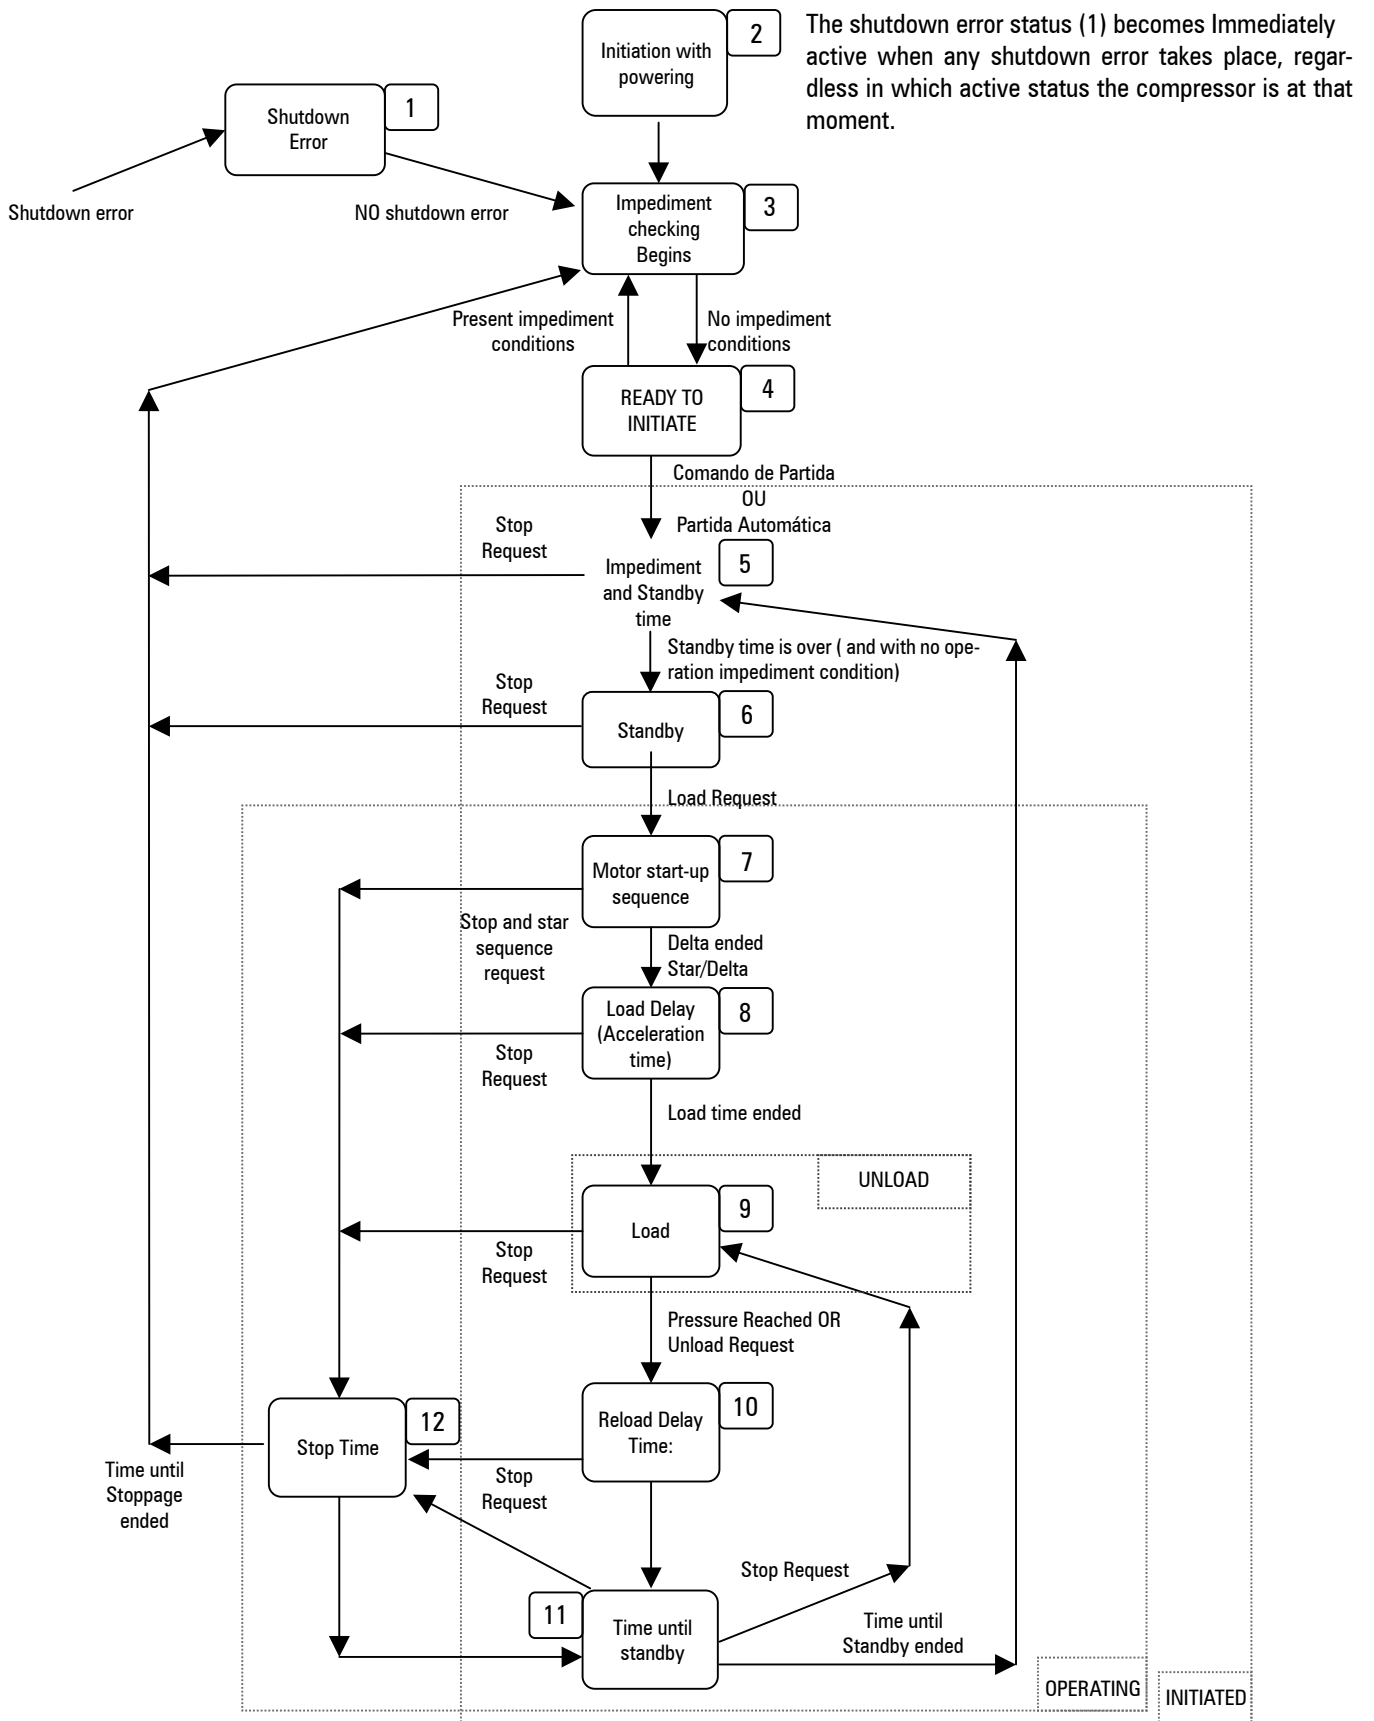 2
Initiation with
powering
The shutdown error status (1) becomes Immediately
active when any shutdown error takes place, regar-
dless in which active status the compressor is at that
moment.
1
Shutdown
Error
Shutdown error
NO shutdown error
3
Impediment
checking
Begins
Present impediment
conditions
No impediment
conditions
4
READY TO
INITIATE
Comando de Partida
OU
Partida Automática
Stop
Request
5
Impediment
and Standby
time
Standby time is over ( and with no ope-
ration impediment condition)
Stop
Request
6
Standby
Load Request
7
Motor start-up
sequence
Stop and star
sequence
request
Delta ended
Star/Delta
8
Load Delay
(Acceleration
time)
Stop
Request
Load time ended
UNLOAD
9
Load
Stop
Request
Pressure Reached OR
Unload Request
10
Reload Delay
Time:
12
Stop Time
Time until
Stoppage
ended
Stop
Request
Stop Request
11
Time until
standby
Time until
Standby ended
OPERATING
INITIATED